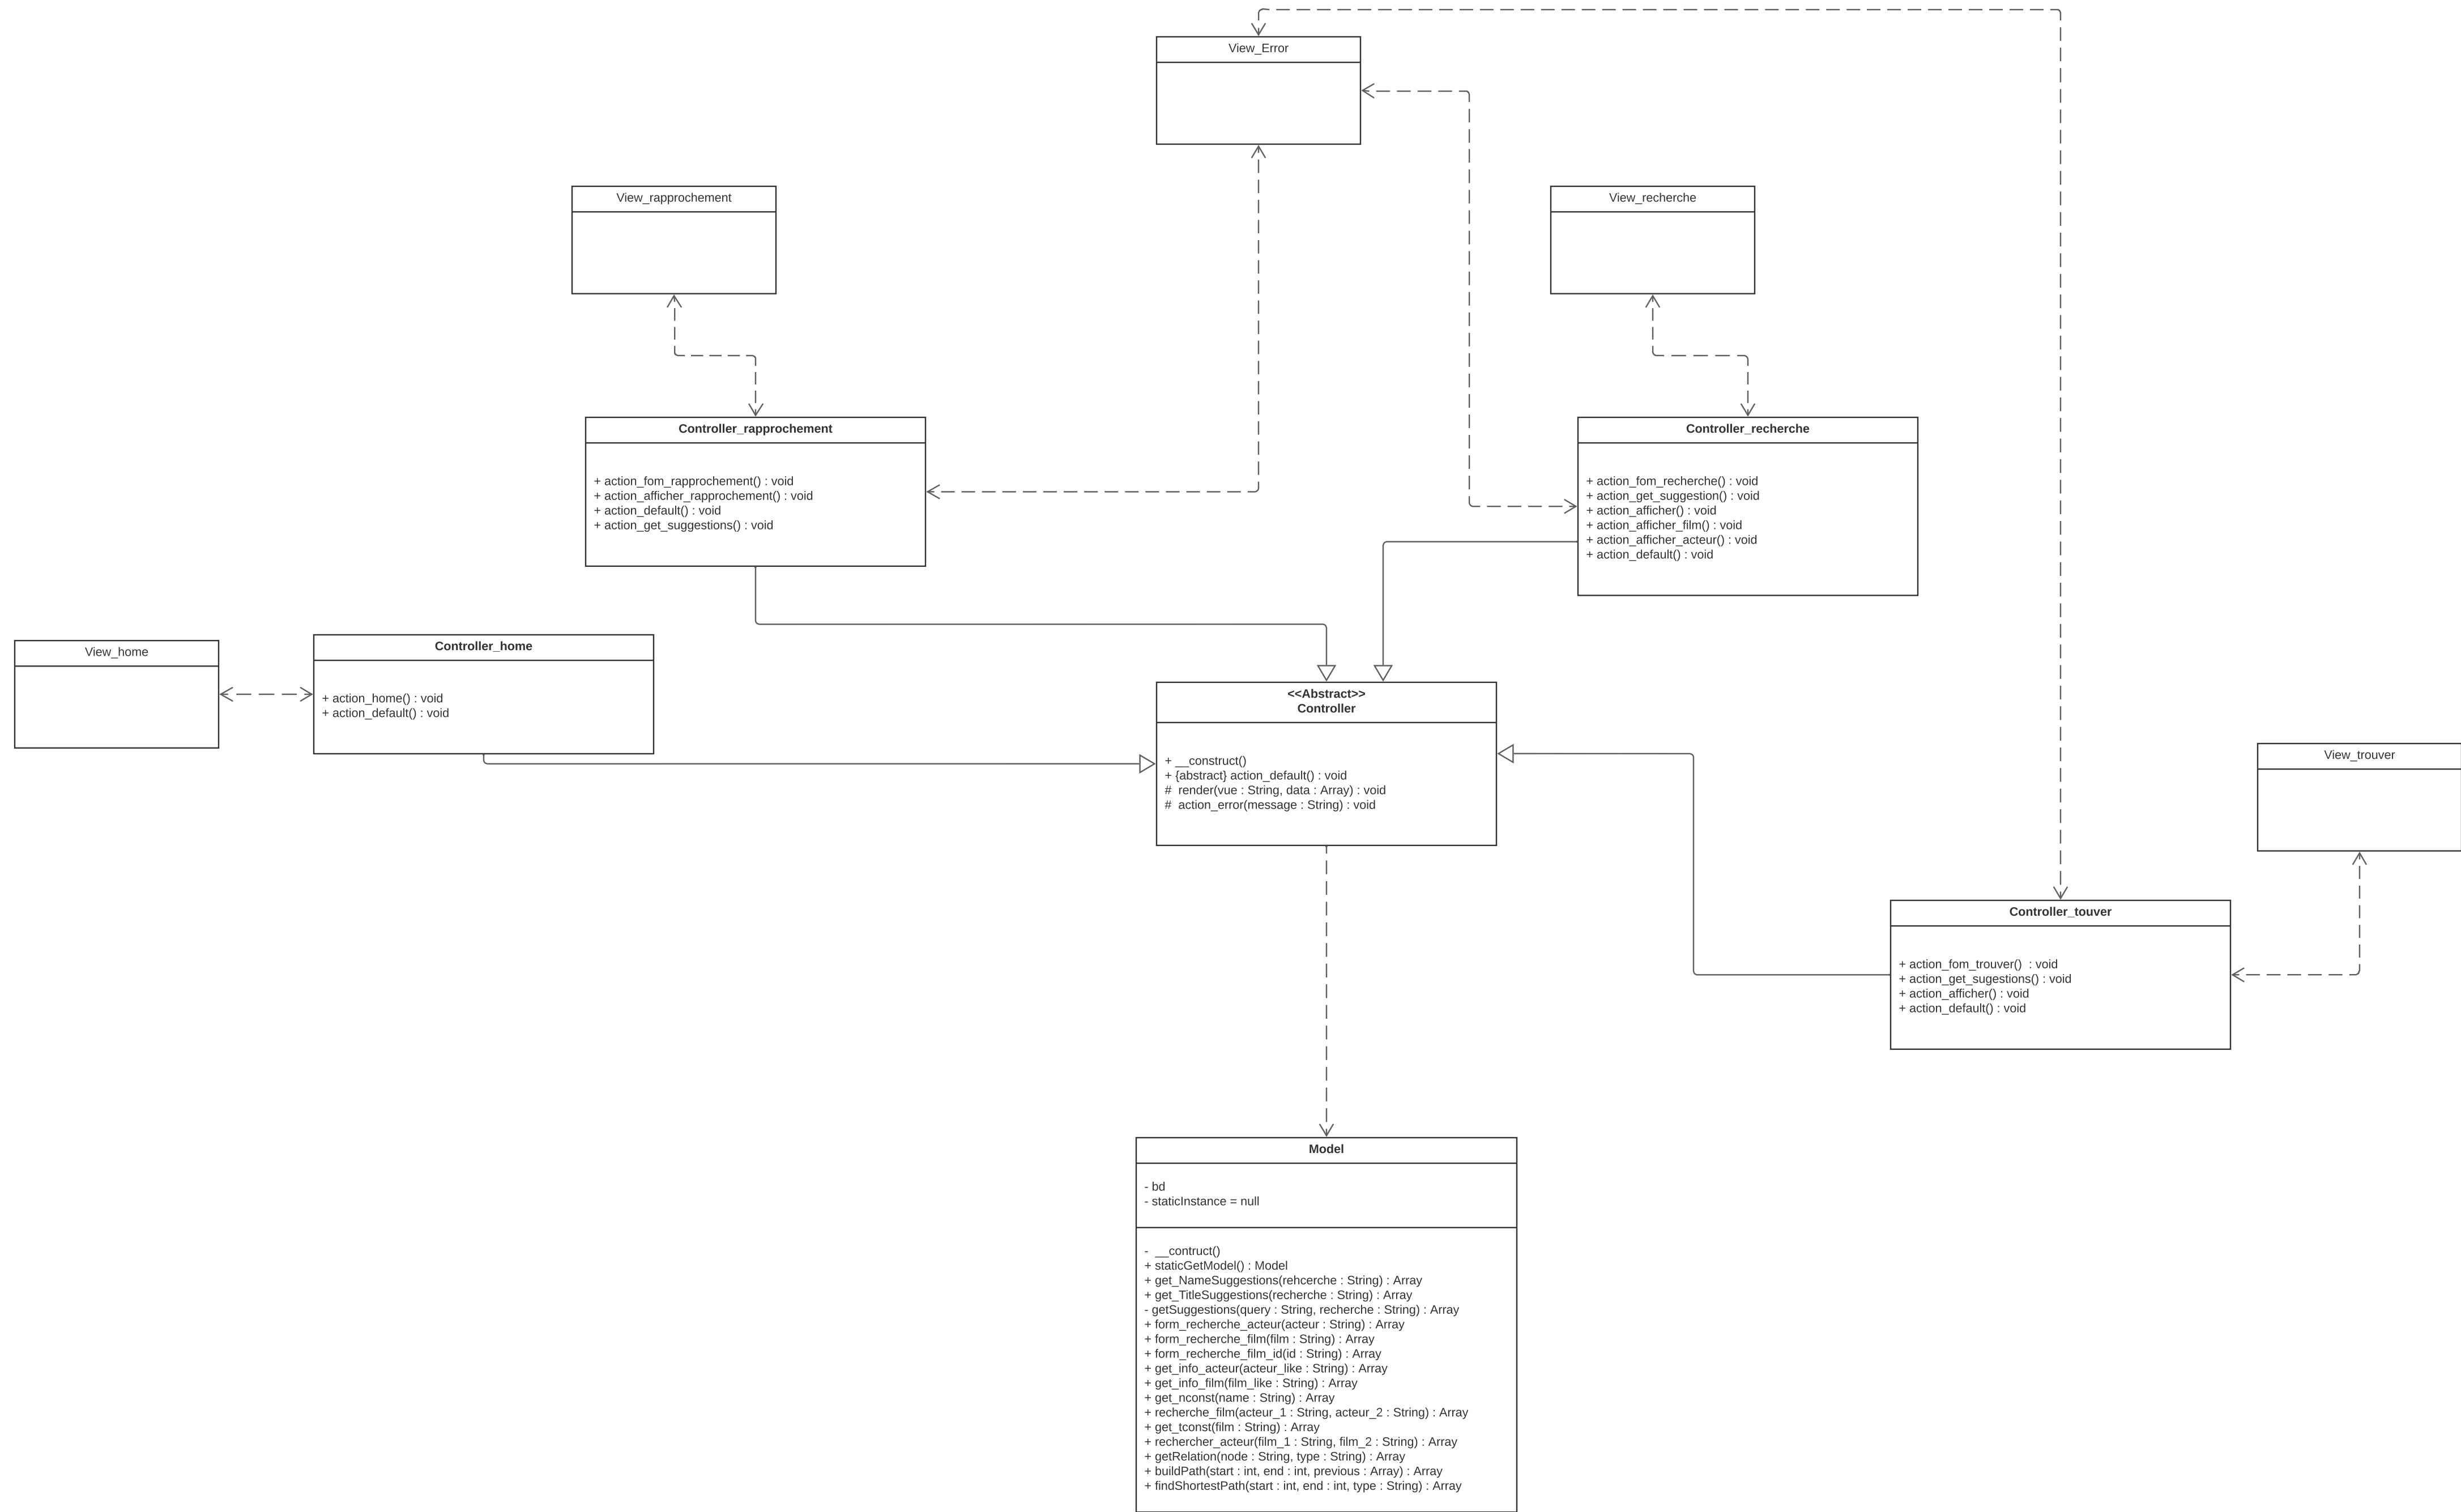 View_Error
View_rapprochement
View_recherche
Controller_rapprochement
+ action_fom_rapprochement() : void
+ action_afficher_rapprochement() : void
+ action_default() : void
+ action_get_suggestions() : void
Controller_recherche
+ action_fom_recherche() : void
+ action_get_suggestion() : void
+ action_afficher() : void
+ action_afficher_film() : void
+ action_afficher_acteur() : void
+ action_default() : void
View_home
Controller_home
+ action_home() : void
+ action_default() : void
<<Abstract>>
Controller
+ __construct()
+ {abstract} action_default() : void
# render(vue : String, data : Array) : void
# action_error(message : String) : void
View_trouver
Controller_touver
+ action_fom_trouver() : void
+ action_get_sugestions() : void
+ action_afficher() : void
+ action_default() : void
Model
- bd
- staticInstance = null
- __contruct()
+ staticGetModel() : Model
+ get_NameSuggestions(rehcerche : String) : Array
+ get_TitleSuggestions(recherche : String) : Array
- getSuggestions(query : String, recherche : String) : Array
+ form_recherche_acteur(acteur : String) : Array
+ form_recherche_film(film : String) : Array
+ form_recherche_film_id(id : String) : Array
+ get_info_acteur(acteur_like : String) : Array
+ get_info_film(film_like : String) : Array
+ get_nconst(name : String) : Array
+ recherche_film(acteur_1 : String, acteur_2 : String) : Array
+ get_tconst(film : String) : Array
+ rechercher_acteur(film_1 : String, film_2 : String) : Array
+ getRelation(node : String, type : String) : Array
+ buildPath(start : int, end : int, previous : Array) : Array
+ findShortestPath(start : int, end : int, type : String) : Array